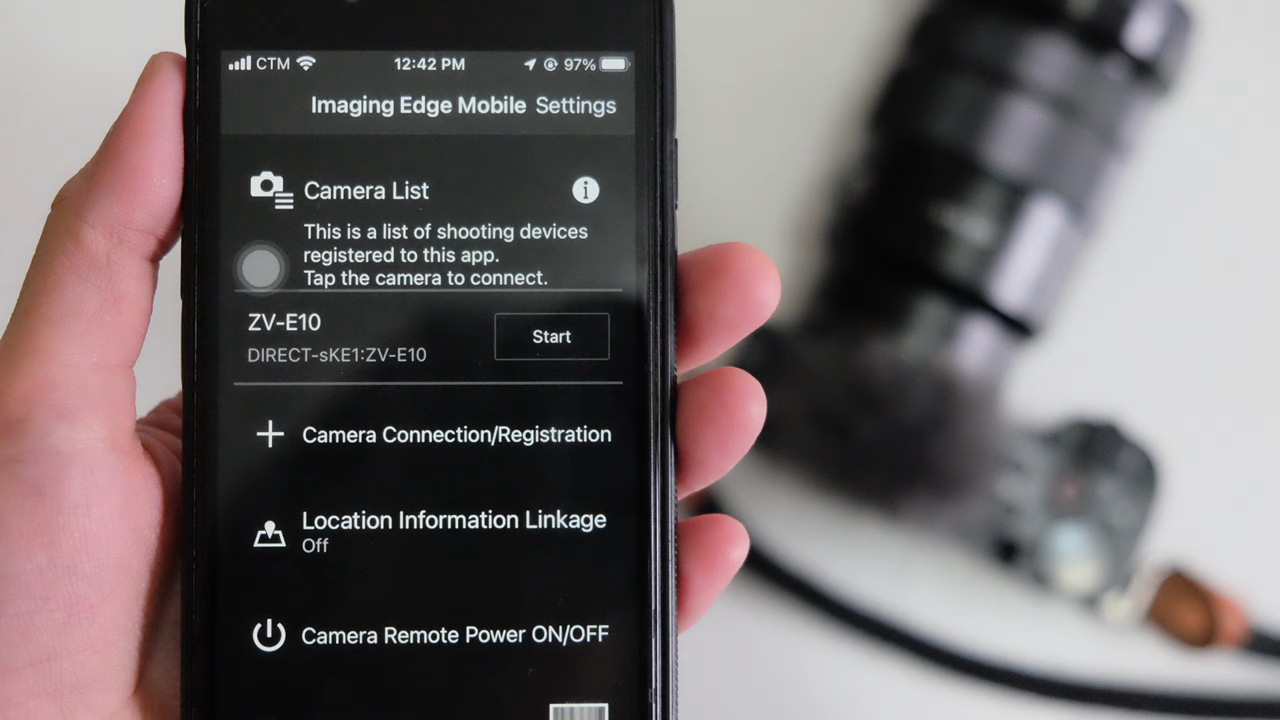 CTM 12:42 PM 97%
Imaging Edge Mobile Settings
Camera List
This is a list of shooting devices
registered to this app.
Tap the camera to connect.
ZV-E10
Start
DIRECT-sKE1:ZV-E10
Camera Connection/Registration
Location Information Linkage
Off
Camera Remote Power ON/OFF